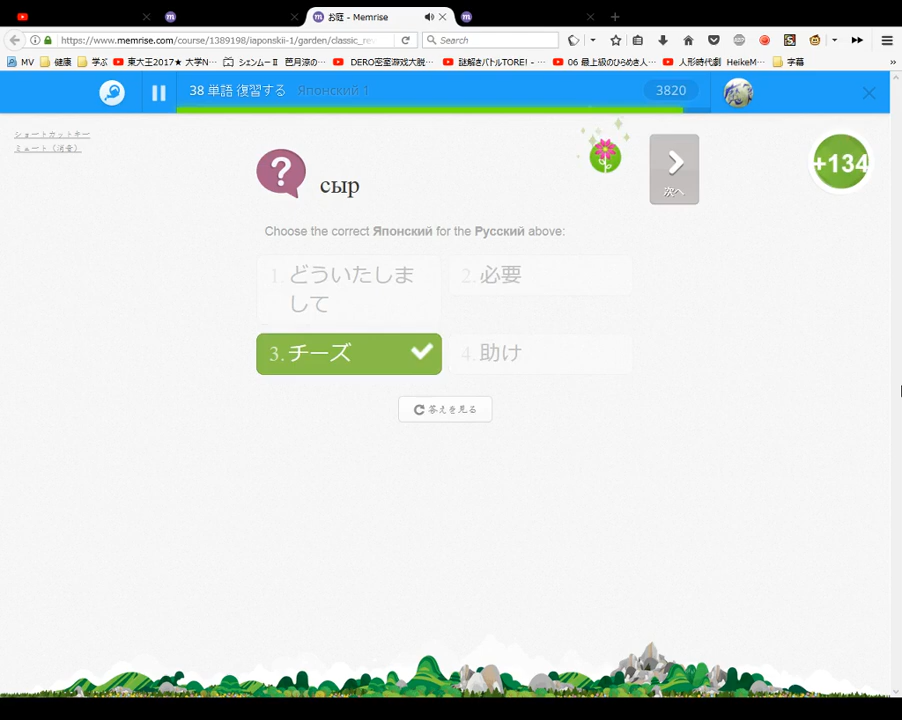 お庭 - Memrise
https://www.memrise.com/course/1389198/iaponskii-1/garden/classic_re
Search
MV 健康 学ぶ 東大王2017★ 大学N… シェンムーⅡ 芭月涼の… DERO密室游戏大脱… 謎解きバトルTORE! - … 06 最上級のひらめき人… 人形時代劇 HeikeM… 字幕
38 単語 復習する Японский 1 3820
ショートカットキー
ミュート（消音）
+134
次へ
сыр
Choose the correct Японский for the Русский above:
1. どういたしまして
2. 必要
3. チーズ
4. 助け
答えを見る